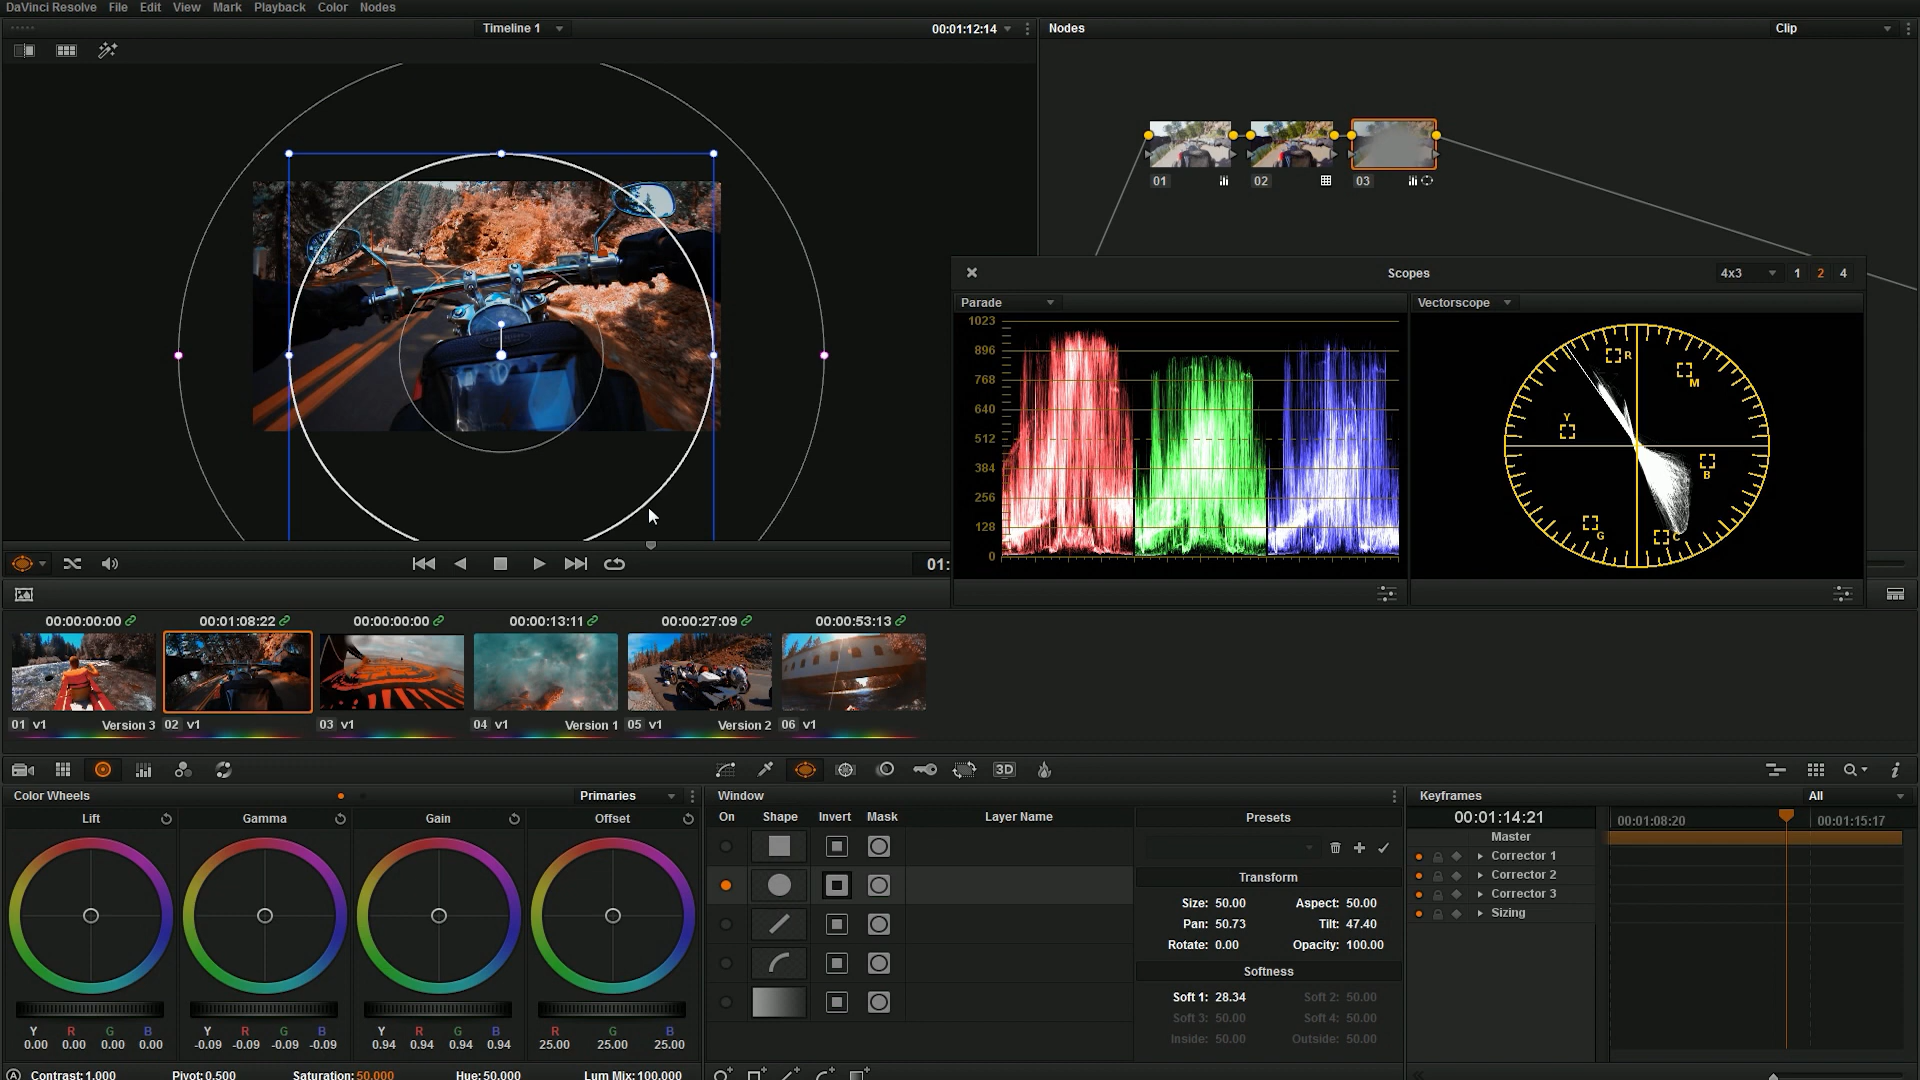 DaVinci Resolve File Edit View Mark Playback Color Nodes
Timeline 1 00:01:12:14
Nodes Clip
01 02 03
Scopes 4x3 1 2 4
Parade Vectorscope
1023
896
768
640
512
384
256
128
0
R
M
Y
B
G
C
01:
00:00:00:00 00:01:08:22 00:00:00:00 00:00:13:11 00:00:27:09 00:00:53:13
01 v1 Version 3 02 v1 03 v1 04 v1 Version 1 05 v1 Version 2 06 v1
3D
Color Wheels Primaries
Lift Gamma Gain Offset
Y R G B Y R G B Y R G B R G B
0.00 0.00 0.00 0.00 -0.09 -0.09 -0.09 -0.09 0.94 0.94 0.94 0.94 25.00 25.00 25.00
A Contrast:1.000 Pivot:0.500 Saturation:50.000 Hue:50.000 Lum Mix:100.000
Window
On Shape Invert Mask Layer Name Presets
Transform
Size: 50.00 Aspect: 50.00
Pan: 50.73 Tilt: 47.40
Rotate: 0.00 Opacity: 100.00
Softness
Soft 1: 28.34 Soft 2: 50.00
Soft 3: 50.00 Soft 4: 50.00
Inside: 50.00 Outside: 50.00
Keyframes All
00:01:14:21 00:01:08:20 00:01:15:17
Master
Corrector 1
Corrector 2
Corrector 3
Sizing